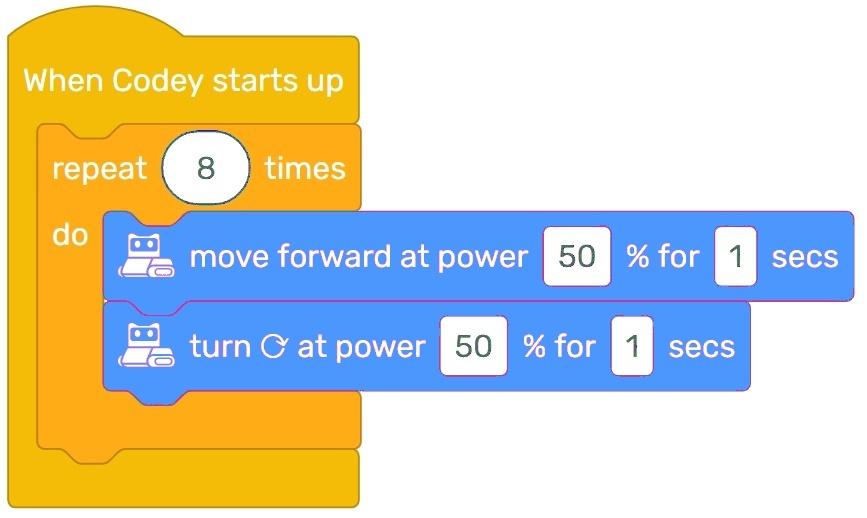 When Codey starts up
repeat 8 times
do
move forward at power 50 % for 1 secs
turn ⟳ at power 50 % for 1 secs